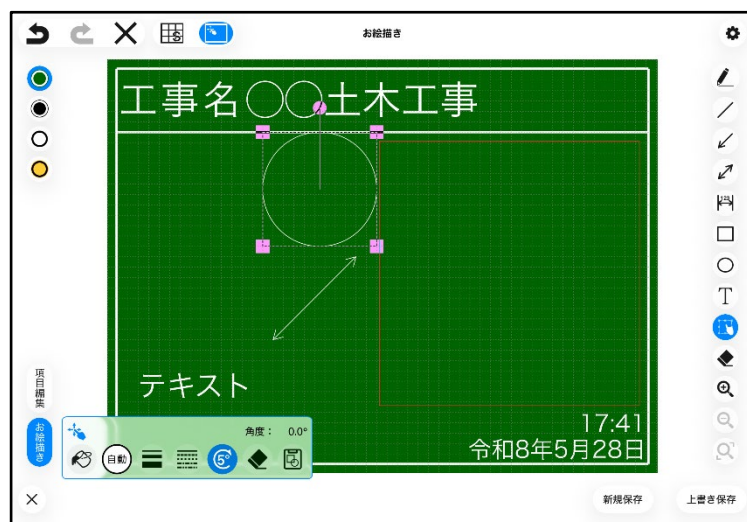 お絵描き
工事名○○土木工事
123
テキスト
項目編集
お絵描き
角度： 0.0°
自動
5°
17:41
令和8年5月28日
新規保存
上書き保存